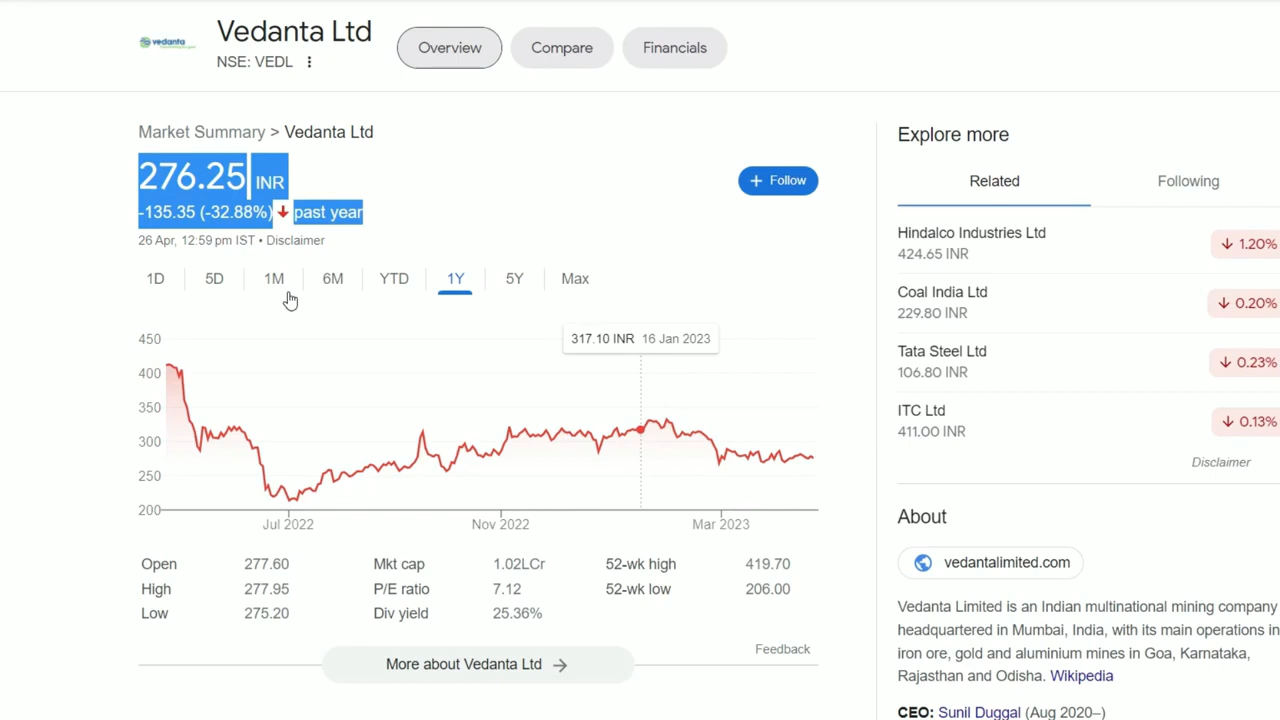 vedanta
Vedanta Ltd
NSE: VEDL
Overview
Compare
Financials
Market Summary > Vedanta Ltd
276.25 INR
-135.35 (-32.88%) past year
26 Apr, 12:59 pm IST • Disclaimer
+ Follow
1D 5D 1M 6M YTD 1Y 5Y Max
317.10 INR 16 Jan 2023
450
400
350
300
250
200
Jul 2022 Nov 2022 Mar 2023
Open 277.60 Mkt cap 1.02LCr 52-wk high 419.70
High 277.95 P/E ratio 7.12 52-wk low 206.00
Low 275.20 Div yield 25.36%
Feedback
More about Vedanta Ltd
Explore more
Related Following
Hindalco Industries Ltd
424.65 INR
1.20%
Coal India Ltd
229.80 INR
0.20%
Tata Steel Ltd
106.80 INR
0.23%
ITC Ltd
411.00 INR
0.13%
Disclaimer
About
vedantalimited.com
Vedanta Limited is an Indian multinational mining company
headquartered in Mumbai, India, with its main operations in
iron ore, gold and aluminium mines in Goa, Karnataka,
Rajasthan and Odisha. Wikipedia
CEO: Sunil Duggal (Aug 2020–)